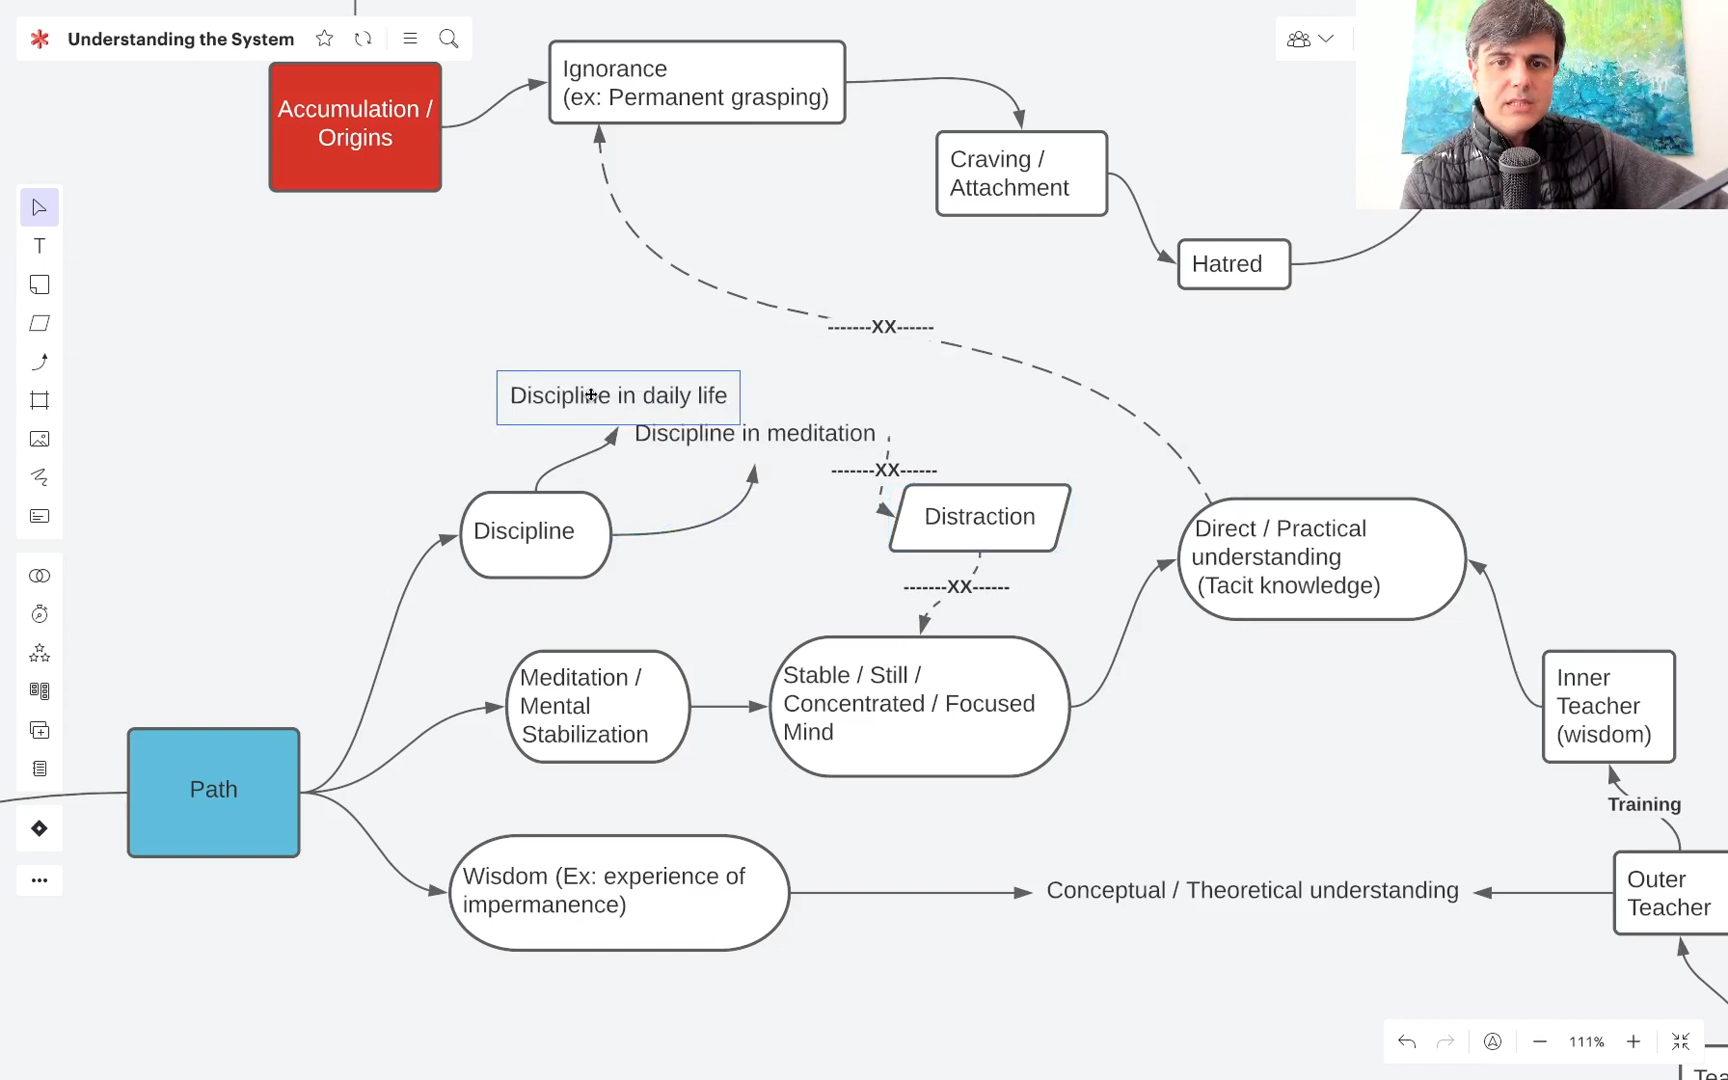 Understanding the System
Accumulation /
Origins
Ignorance
(ex: Permanent grasping)
Craving /
Attachment
Hatred
-------XX------
Discipline in daily life
Discipline in meditation
-------XX------
Distraction
Discipline
-------XX------
Direct / Practical
understanding
(Tacit knowledge)
Meditation /
Mental
Stabilization
Stable / Still /
Concentrated / Focused
Mind
Inner
Teacher
(wisdom)
Path
Training
Wisdom (Ex: experience of
impermanence)
Conceptual / Theoretical understanding
Outer
Teacher
T
111%